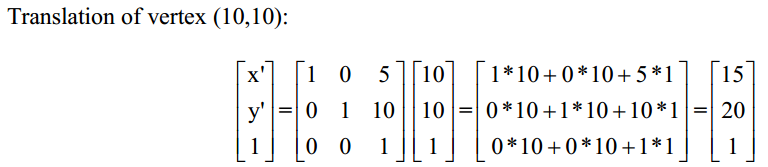 Translation of vertex (10,10):
[x'] [1 0 5] [10] [1*10+0*10+5*1] [15]
[y'] = [0 1 10] [10] = [0*10+1*10+10*1] = [20]
[1] [0 0 1] [1] [0*10+0*10+1*1] [1]